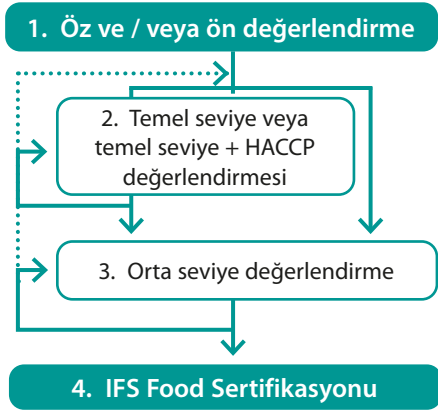 1. Öz ve / veya ön değerlendirme
2. Temel seviye veya
temel seviye + HACCP
değerlendirmesi
3. Orta seviye değerlendirme
4. IFS Food Sertifikasyonu